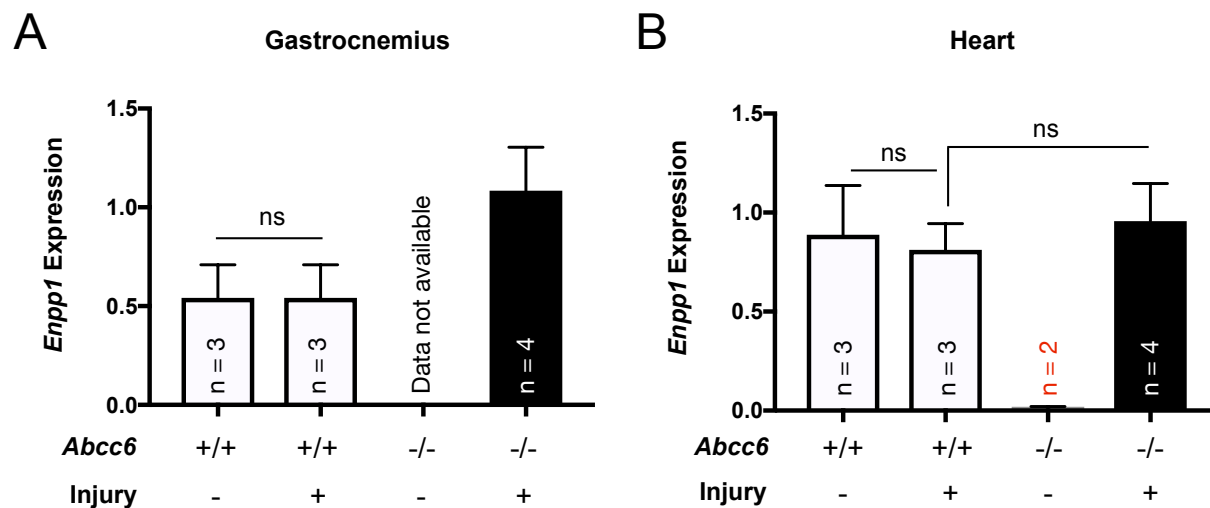 A
Gastrocnemius
Enpp1 Expression
1.5
1.0
0.5
0.0
ns
n = 3
n = 3
Data not available
n = 4
Abcc6 +/+ +/+ -/- -/-
Injury - + - +
B
Heart
Enpp1 Expression
1.5
1.0
0.5
0.0
ns
ns
n = 3
n = 3
n = 2
n = 4
Abcc6 +/+ +/+ -/- -/-
Injury - + - +